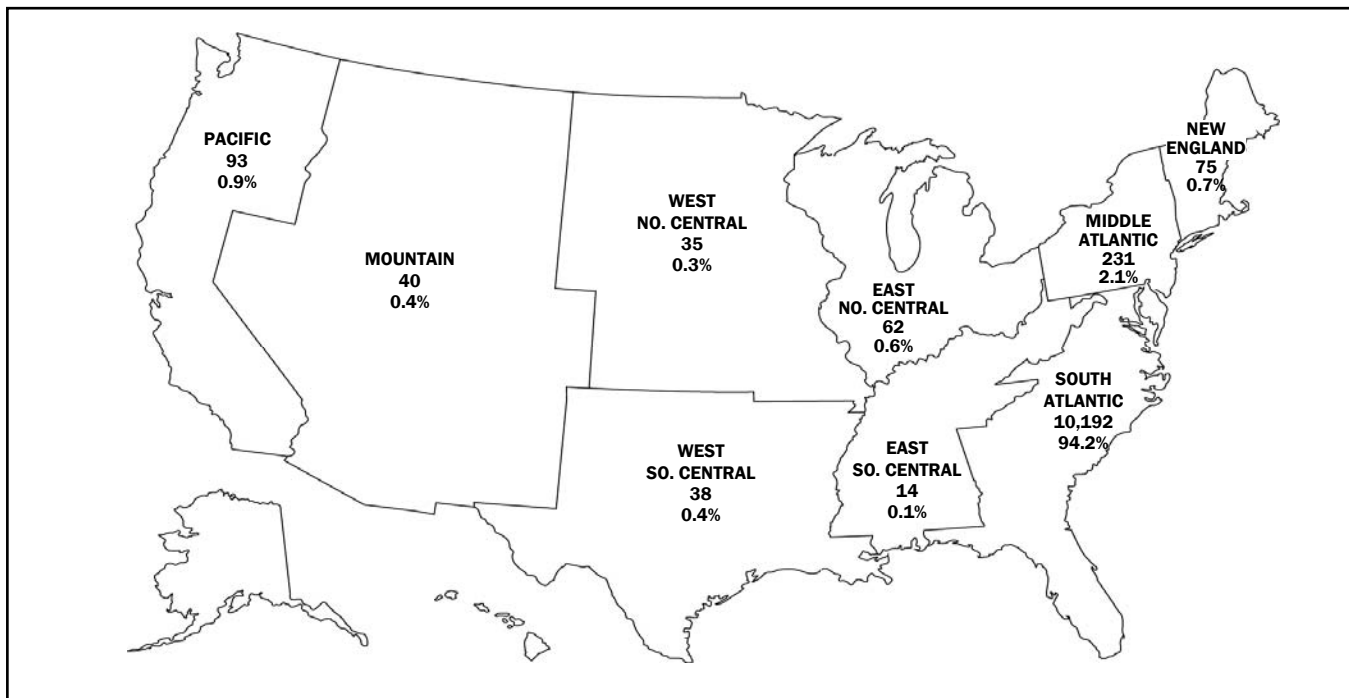 PACIFIC
93
0.9%
MOUNTAIN
40
0.4%
WEST
NO. CENTRAL
35
0.3%
WEST
SO. CENTRAL
38
0.4%
EAST
NO. CENTRAL
62
0.6%
EAST
SO. CENTRAL
14
0.1%
NEW
ENGLAND
75
0.7%
MIDDLE
ATLANTIC
231
2.1%
SOUTH
ATLANTIC
10,192
94.2%